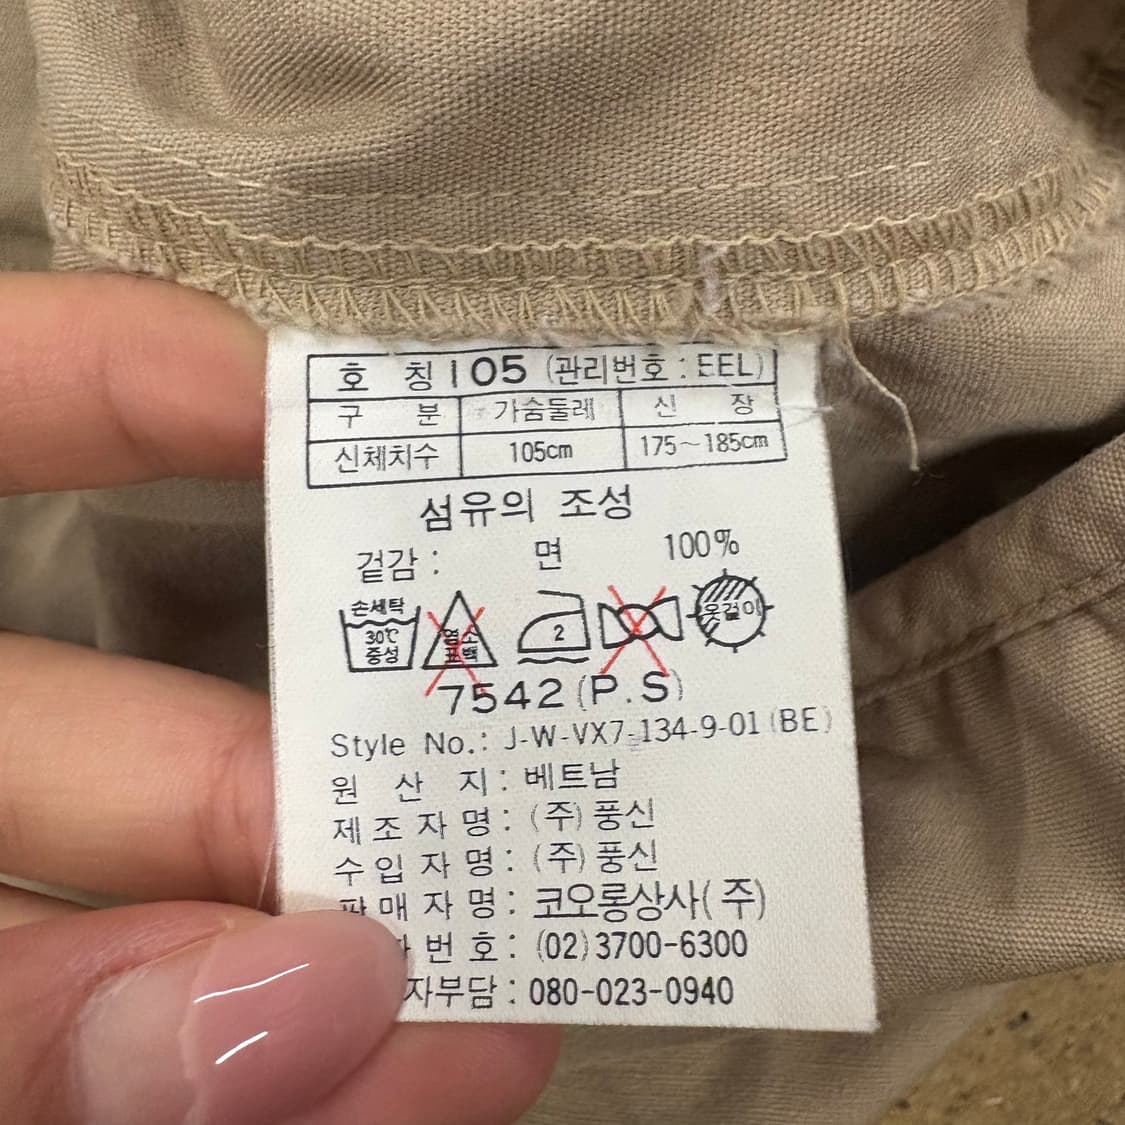 호 칭 105 (관리번호 : EEL)
구 분 가슴둘레 신 장
신체치수 105cm 175~185cm
섬유의 조성
겉감 : 면 100%
손세탁 30℃ 중성 염소 표백 2 옷걸이
7542 (P.S)
Style No.: J-W-VX7-134-9-01 (BE)
원 산 지 : 베트남
제 조 자 명 : (주) 풍신
수 입 자 명 : (주) 풍신
판 매 자 명 : 코오롱상사(주)
번 호 : (02) 3700-6300
자부담 : 080-023-0940